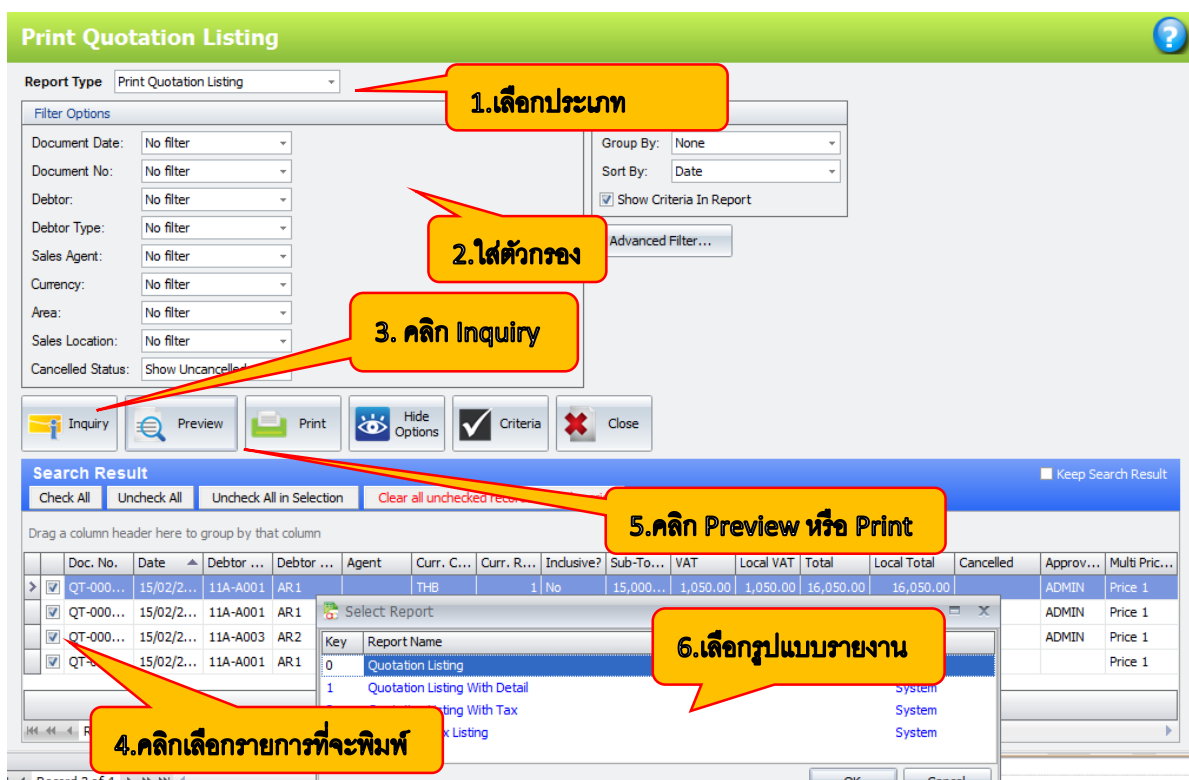 Print Quotation Listing
Report Type Print Quotation Listing
1.เลือกประเภท
Filter Options
Document Date: No filter
Group By: None
Document No: No filter
Sort By: Date
Debtor: No filter
Show Criteria In Report
Debtor Type: No filter
2.ใส่ตัวกรอง
Advanced Filter...
Sales Agent: No filter
Currency: No filter
Area: No filter
3. คลิก Inquiry
Sales Location: No filter
Cancelled Status: Show Uncancelled
Inquiry Preview Print Hide Options Criteria Close
Search Result Keep Search Result
Check All Uncheck All Uncheck All in Selection Clear all unchecked
5.คลิก Preview หรือ Print
Drag a column header here to group by that column
Doc. No. Date Debtor ... Debtor ... Agent Curr. C... Curr. R... Inclusive? Sub-To... VAT Local VAT Total Local Total Cancelled Approv... Multi Pric...
QT-000... 15/02/2... 11A-A001 AR1 THB 1 No 15,000... 1,050.00 1,050.00 16,050.00 16,050.00 ADMIN Price 1
QT-000... 15/02/2... 11A-A001 AR1 ADMIN Price 1
QT-000... 15/02/2... 11A-A003 AR2 ADMIN Price 1
15/02/2... 11A-A001 AR1 Price 1
Select Report
6.เลือกรูปแบบรายงาน
Key Report Name
0 Quotation Listing
1 Quotation Listing With Detail System
With Tax System
Listing System
4.คลิกเลือกรายการที่จะพิมพ์